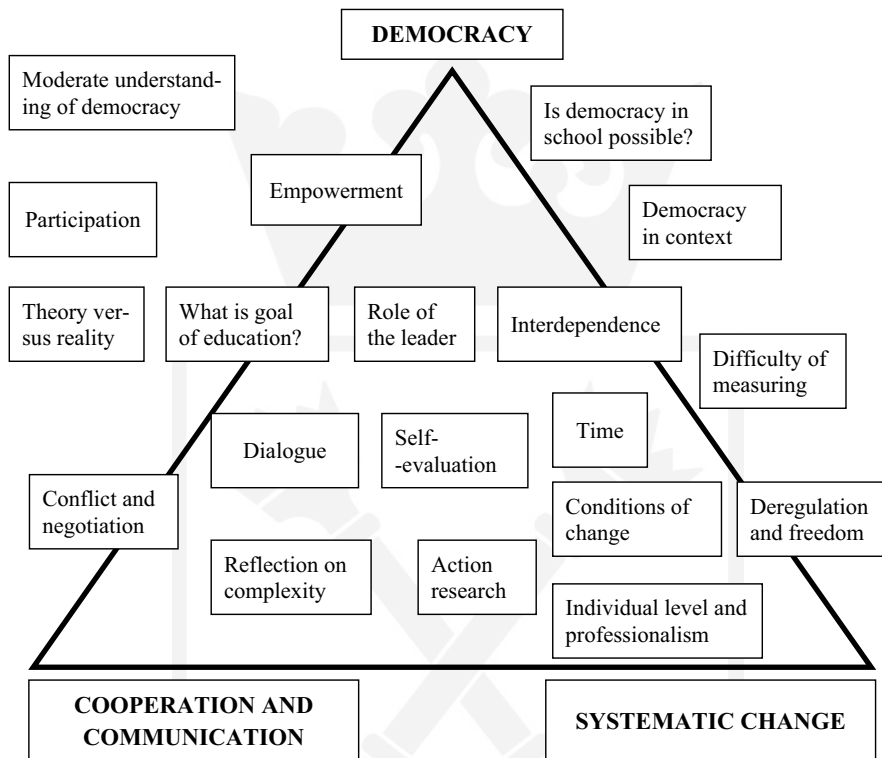 DEMOCRACY
Moderate understand-
ing of democracy
Is democracy in
school possible?
Empowerment
Participation
Democracy
in context
Theory ver-
sus reality
What is goal
of education?
Role of
the leader
Interdependence
Difficulty of
measuring
Dialogue
Self-
-evaluation
Time
Conflict and
negotiation
Conditions of
change
Deregulation
and freedom
Reflection on
complexity
Action
research
Individual level and
professionalism
COOPERATION AND
COMMUNICATION
SYSTEMATIC CHANGE